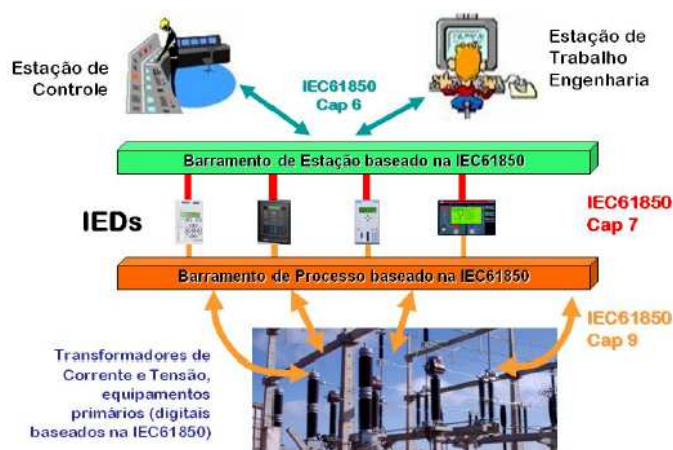 Estação de
Controle
IEC61850
Cap 6
Estação de
Trabalho
Engenharia
Barramento de Estação baseado na IEC61850
IEDs
IEC61850
Cap 7
Barramento de Processo baseado na IEC61850
IEC61850
Cap 9
Transformadores de
Corrente e Tensão,
equipamentos
primários (digitais
baseados na IEC61850)